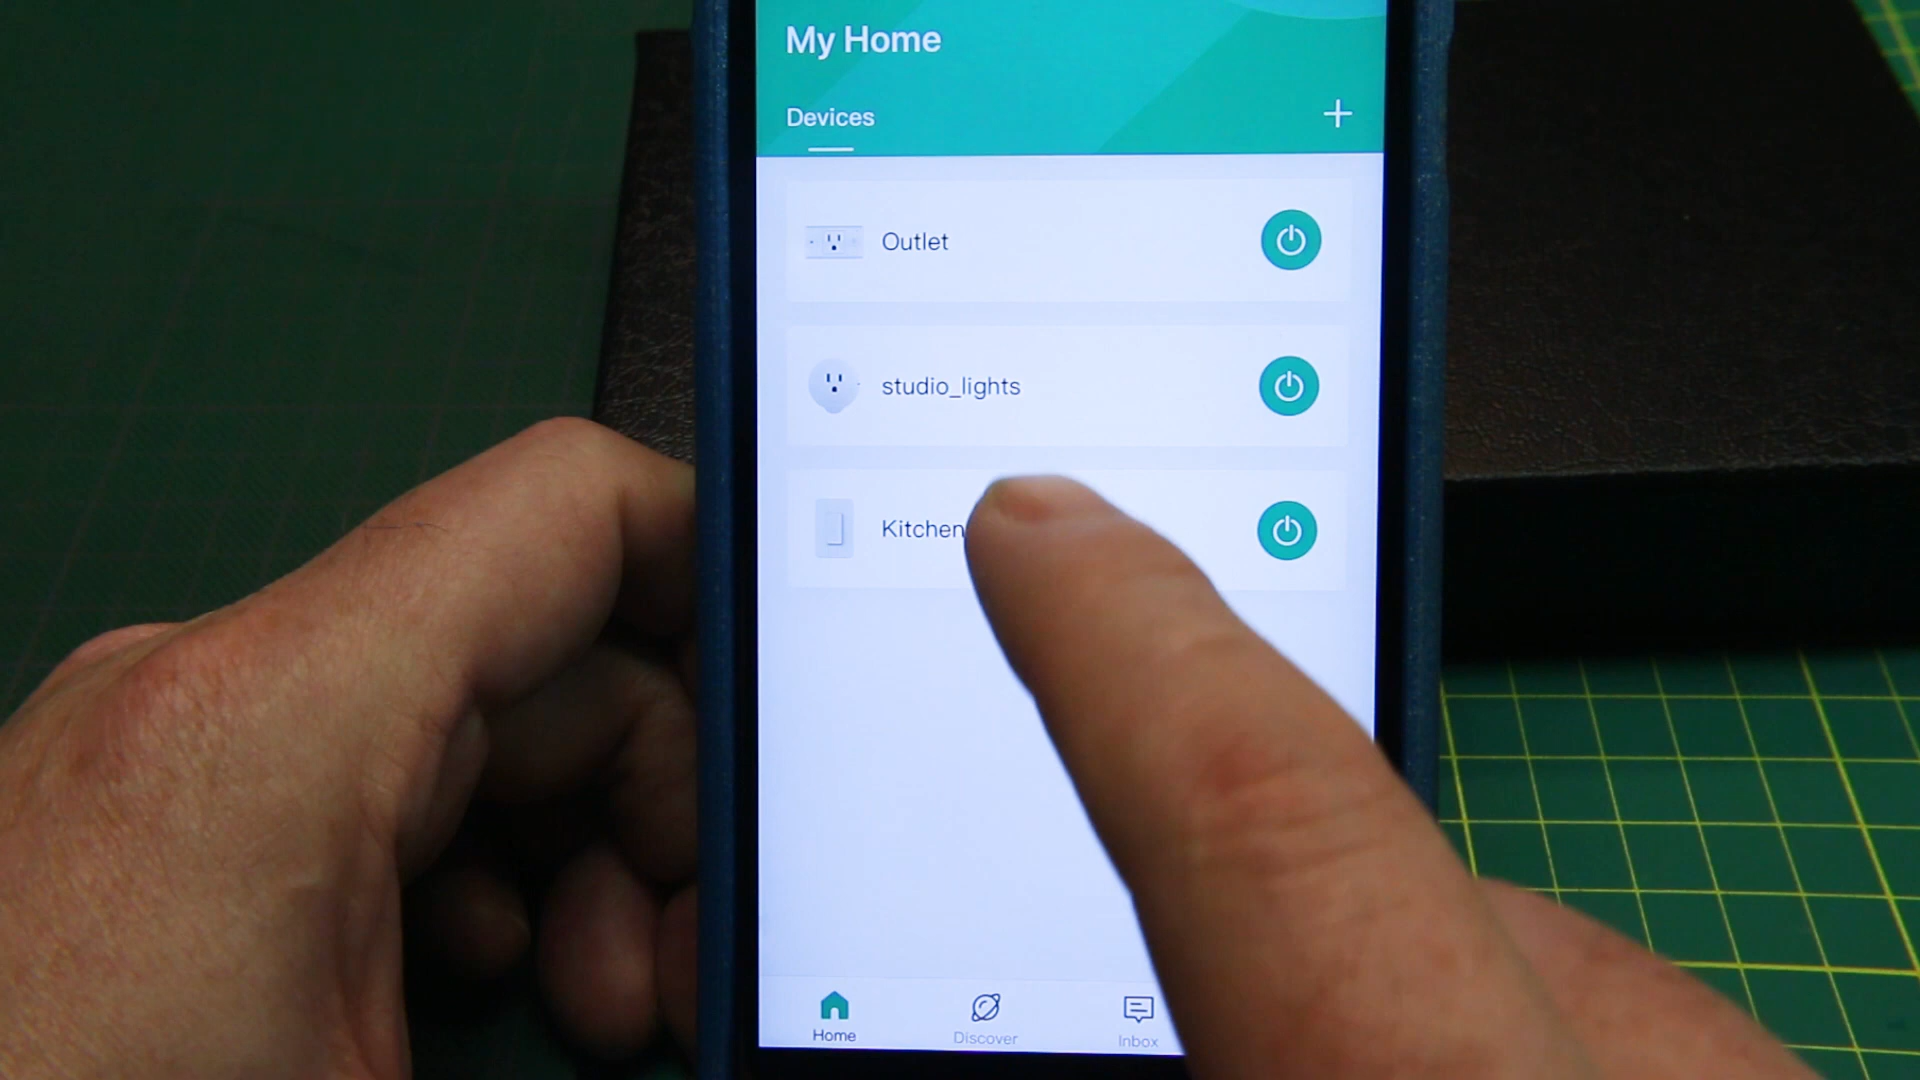 My Home
Devices
Outlet
studio_lights
Kitchen
Home
Discover
Inbox